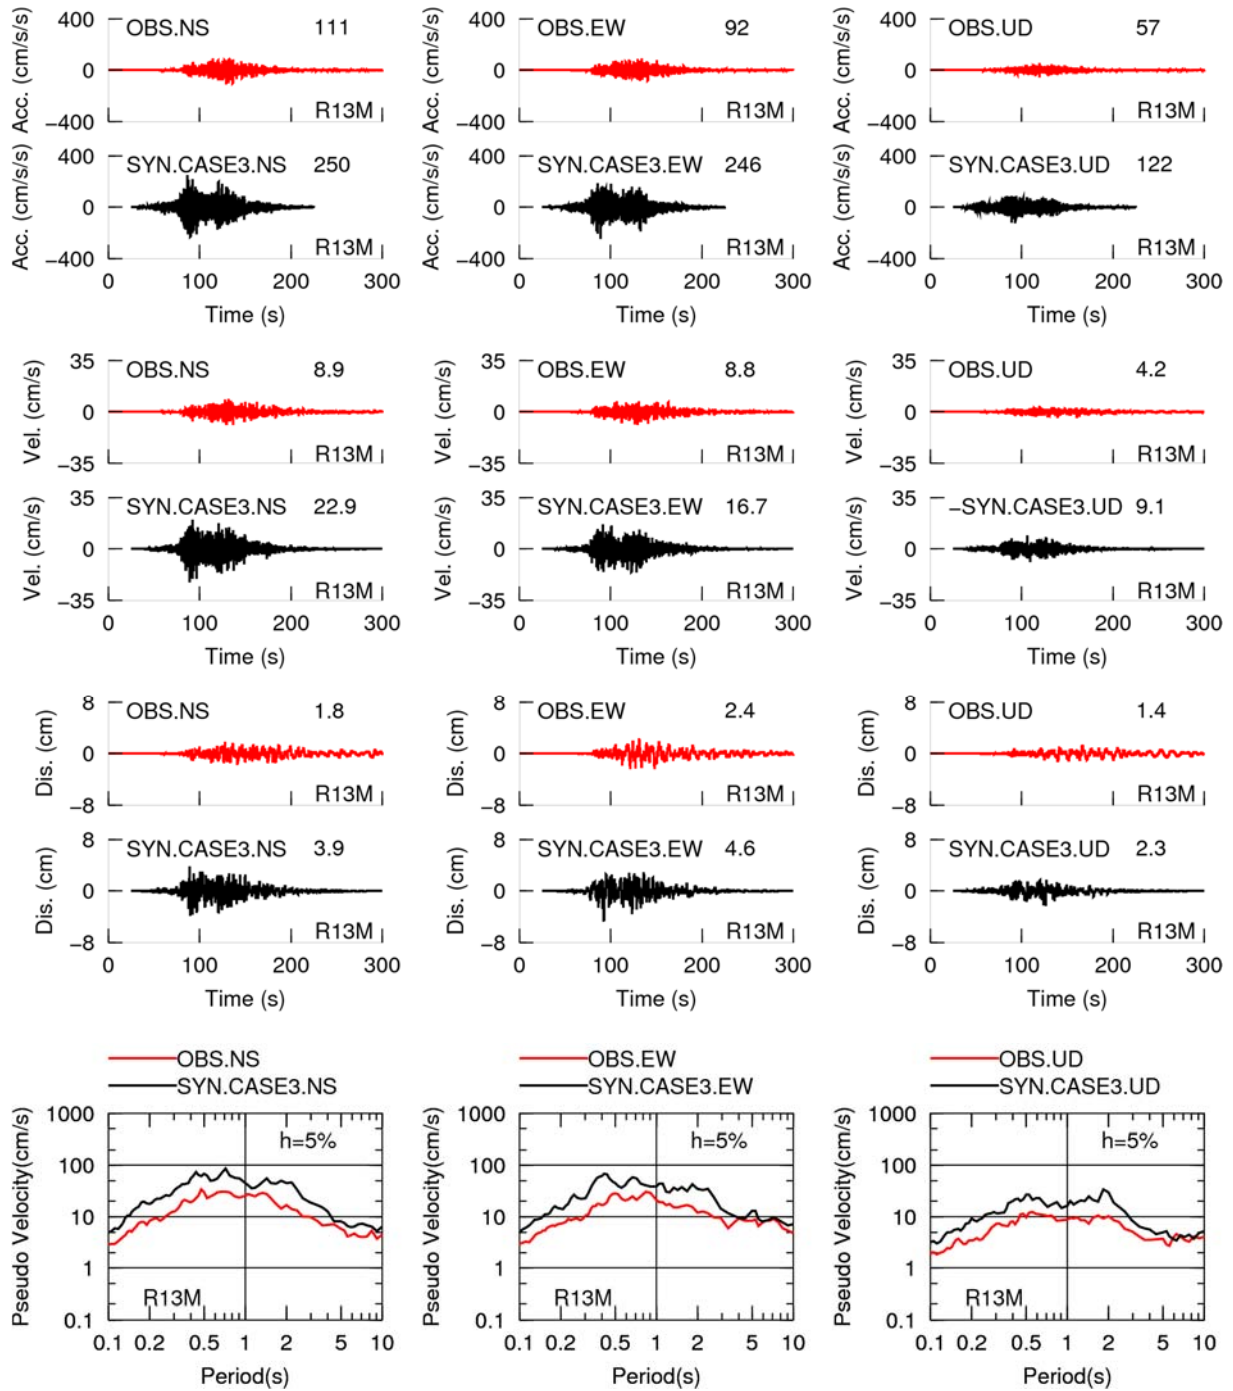 400 OBS.NS 111
Acc. (cm/s/s) 0
−400 R13M
400 SYN.CASE3.NS 250
Acc. (cm/s/s) 0
−400 R13M
0 100 200 300
Time (s)
400 OBS.EW 92
Acc. (cm/s/s) 0
−400 R13M
400 SYN.CASE3.EW 246
Acc. (cm/s/s) 0
−400 R13M
0 100 200 300
Time (s)
400 OBS.UD 57
Acc. (cm/s/s) 0
−400 R13M
400 SYN.CASE3.UD 122
Acc. (cm/s/s) 0
−400 R13M
0 100 200 300
Time (s)
35 OBS.NS 8.9
Vel. (cm/s) 0
−35 R13M
35 SYN.CASE3.NS 22.9
Vel. (cm/s) 0
−35 R13M
0 100 200 300
Time (s)
35 OBS.EW 8.8
Vel. (cm/s) 0
−35 R13M
35 SYN.CASE3.EW 16.7
Vel. (cm/s) 0
−35 R13M
0 100 200 300
Time (s)
35 OBS.UD 4.2
Vel. (cm/s) 0
−35 R13M
35 −SYN.CASE3.UD 9.1
Vel. (cm/s) 0
−35 R13M
0 100 200 300
Time (s)
8 OBS.NS 1.8
Dis. (cm) 0
−8 R13M
8 SYN.CASE3.NS 3.9
Dis. (cm) 0
−8 R13M
0 100 200 300
Time (s)
8 OBS.EW 2.4
Dis. (cm) 0
−8 R13M
8 SYN.CASE3.EW 4.6
Dis. (cm) 0
−8 R13M
0 100 200 300
Time (s)
8 OBS.UD 1.4
Dis. (cm) 0
−8 R13M
8 SYN.CASE3.UD 2.3
Dis. (cm) 0
−8 R13M
0 100 200 300
Time (s)
OBS.NS
SYN.CASE3.NS
1000
h=5%
100
Pseudo Velocity(cm/s)
10
1
R13M
0.1
0.1 0.2 0.5 1 2 5 10
Period(s)
OBS.EW
SYN.CASE3.EW
1000
h=5%
100
Pseudo Velocity(cm/s)
10
1
R13M
0.1
0.1 0.2 0.5 1 2 5 10
Period(s)
OBS.UD
SYN.CASE3.UD
1000
h=5%
100
Pseudo Velocity(cm/s)
10
1
R13M
0.1
0.1 0.2 0.5 1 2 5 10
Period(s)